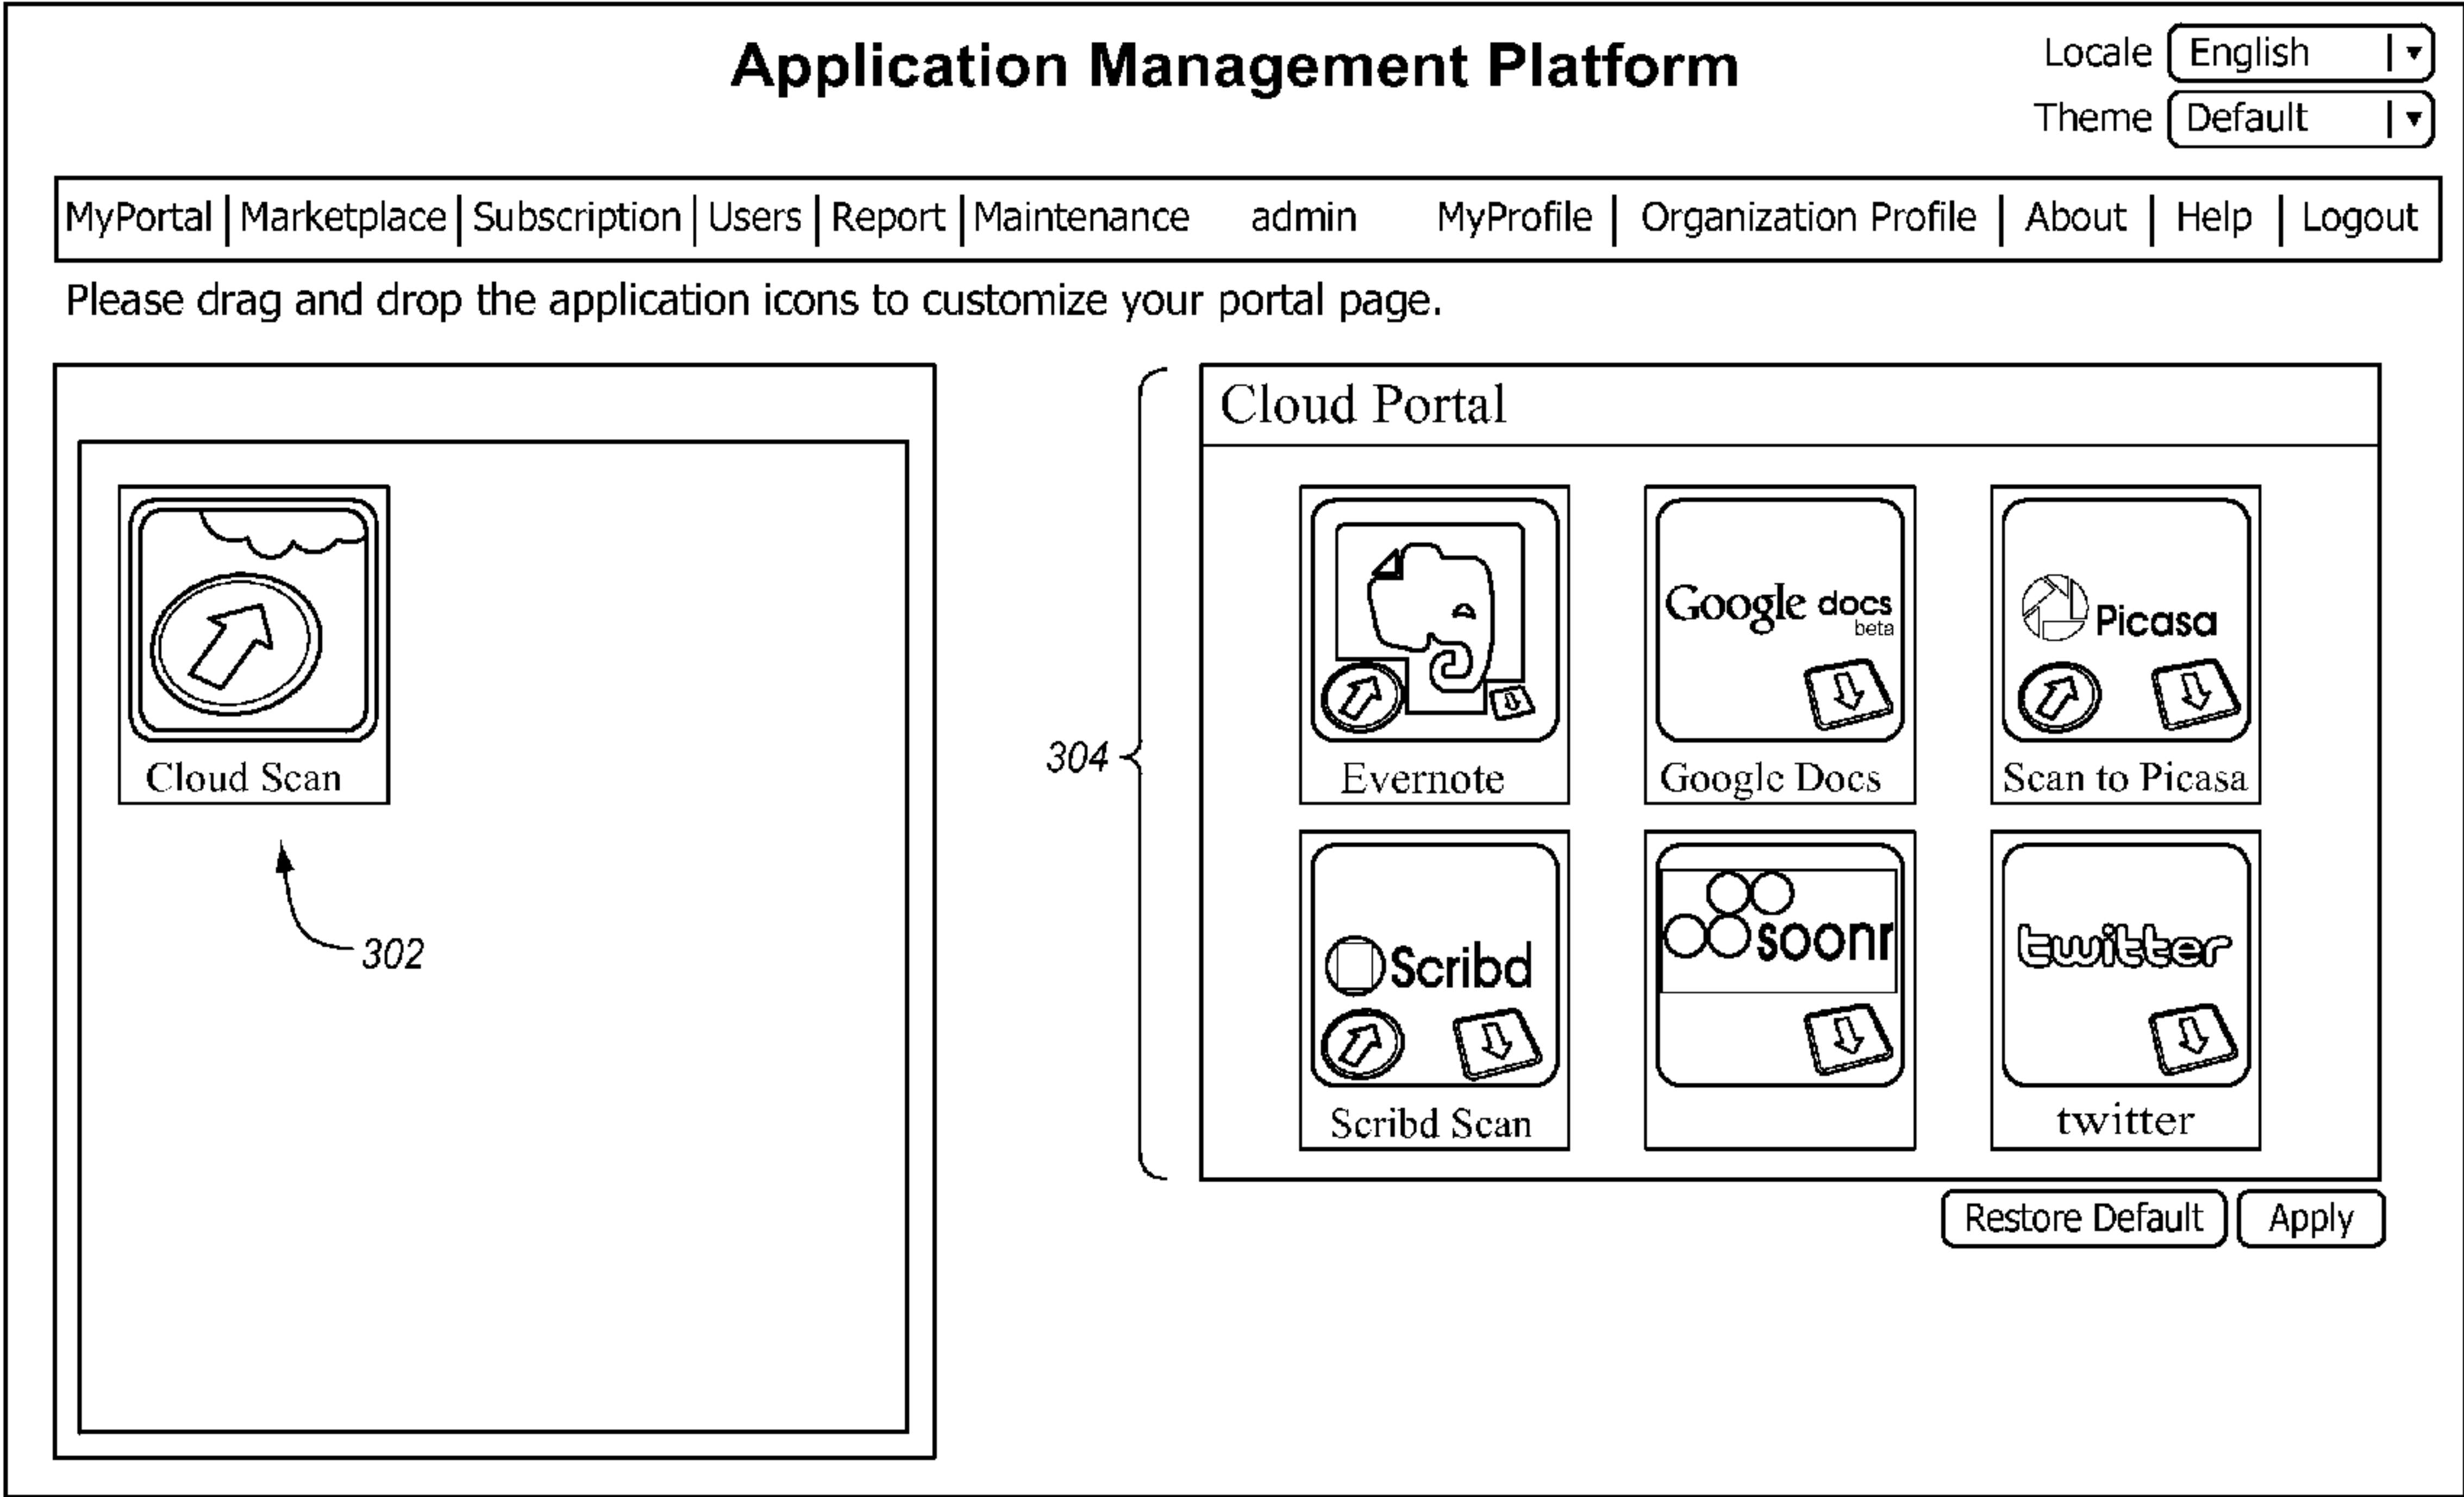 Application Management Platform
Locale English
Theme Default
MyPortal | Marketplace | Subscription | Users | Report | Maintenance admin MyProfile | Organization Profile | About | Help | Logout
Please drag and drop the application icons to customize your portal page.
Cloud Scan
302
304
Cloud Portal
Evernote
Google docs
beta
Google Docs
Picasa
Scan to Picasa
Scribd
Scribd Scan
soonr
twitter
twitter
Restore Default
Apply